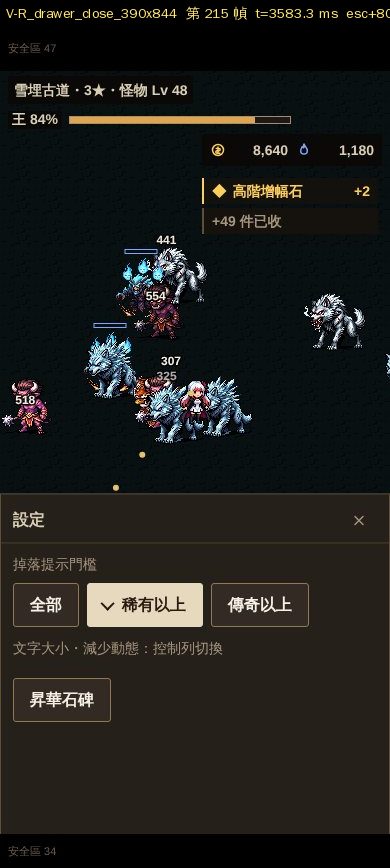 V-R_drawer_close_390x844 第 215 幀 t=3583.3 ms esc+80
安全區 47
雪埋古道・3★・怪物 Lv 48
王 84%
8,640 1,180
◆ 高階增幅石 +2
+49 件已收
441
554
307
325
518
設定 ×
掉落提示門檻
全部 稀有以上 傳奇以上
文字大小・減少動態：控制列切換
昇華石碑
安全區 34